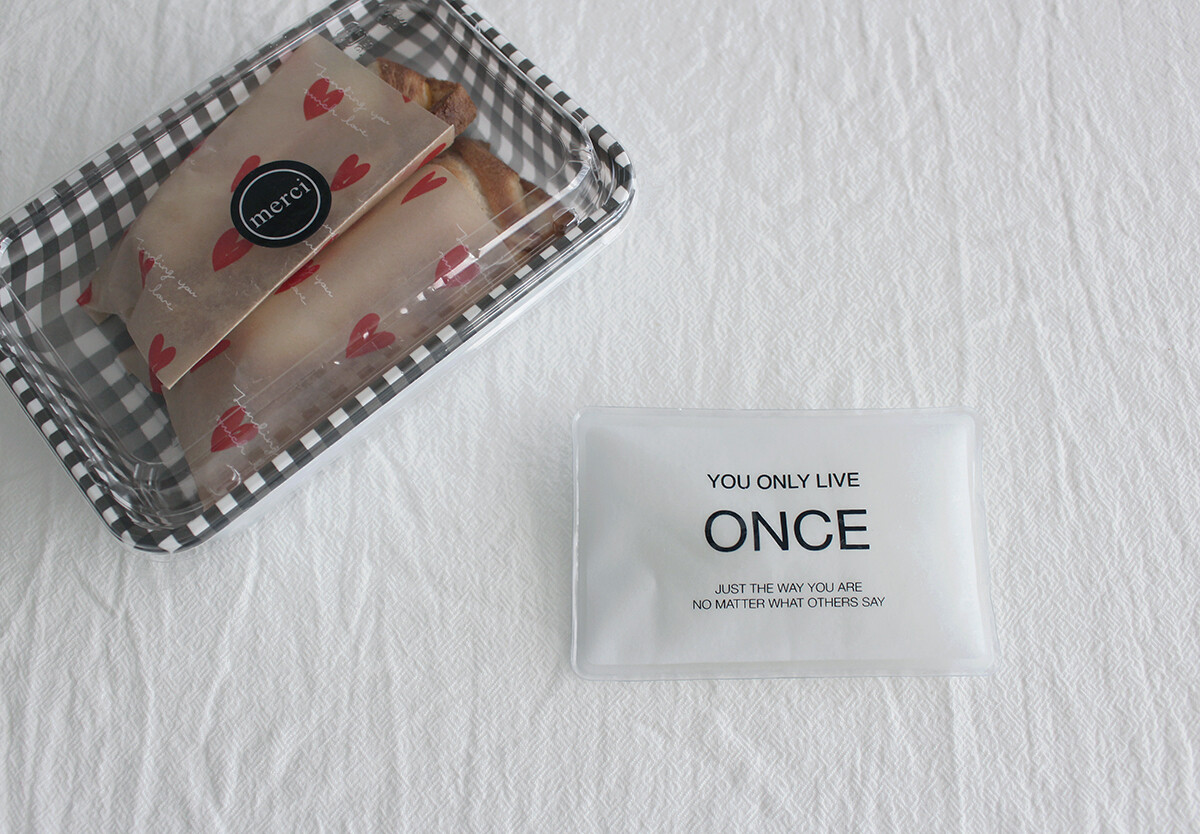 merci
YOU ONLY LIVE
ONCE
JUST THE WAY YOU ARE
NO MATTER WHAT OTHERS SAY